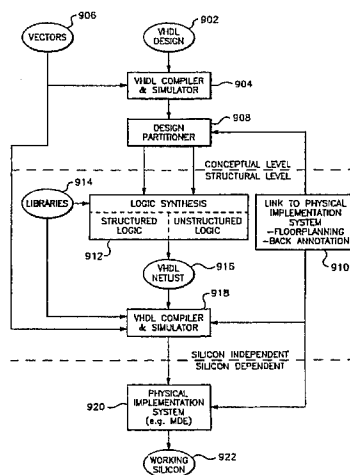 906
VECTORS
902
VHDL
DESIGN
VHDL COMPILER
& SIMULATOR
904
908
DESIGN
PARTITIONER
CONCEPTUAL LEVEL
STRUCTURAL LEVEL
914
LIBRARIES
LOGIC SYNTHESIS
STRUCTURED
LOGIC
UNSTRUCTURED
LOGIC
912
LINK TO PHYSICAL
IMPLEMENTATION
SYSTEM
-FLOORPLANNING
-BACK ANNOTATION
910
916
VHDL
NETLIST
918
VHDL COMPILER
& SIMULATOR
SILICON INDEPENDENT
SILICON DEPENDENT
920
PHYSICAL
IMPLEMENTATION
SYSTEM
(e.g. MDE)
922
WORKING
SILICON